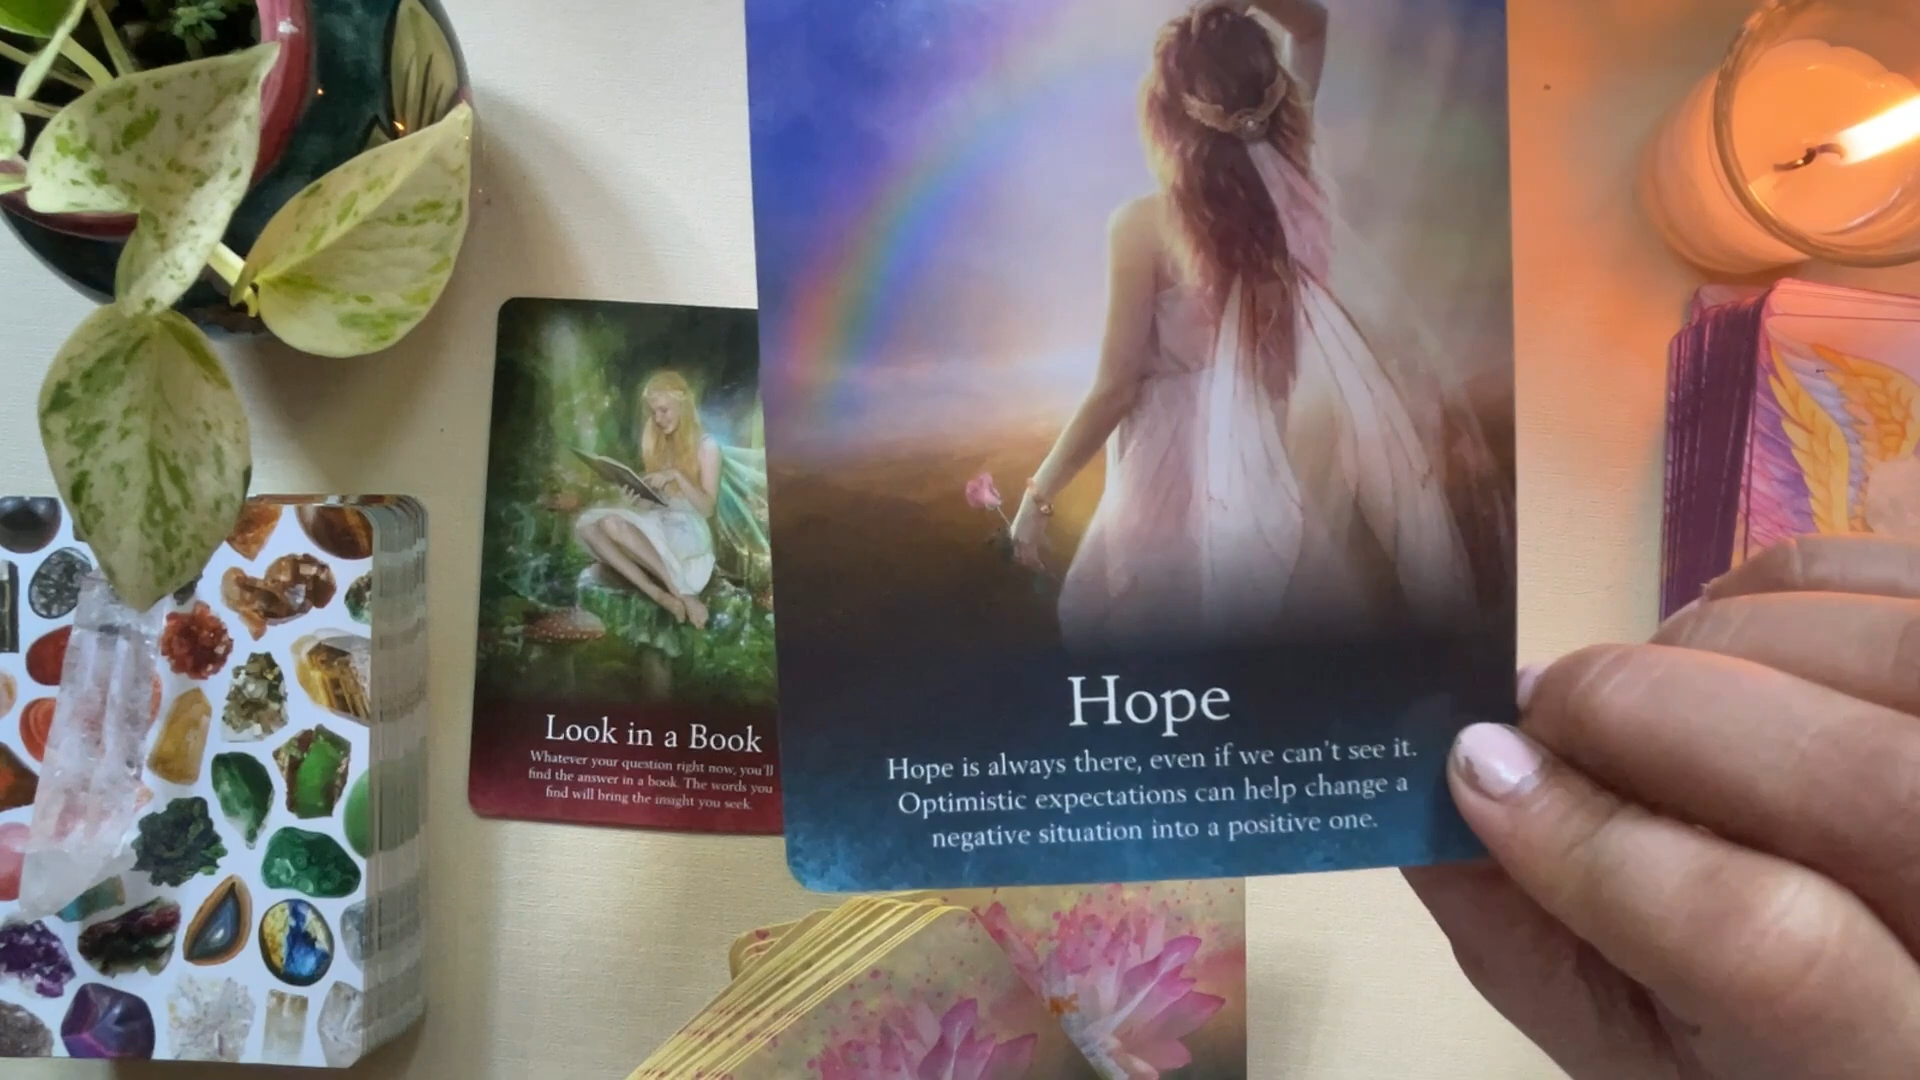 Look in a Book
Whatever your question right now, you'll
find the answer in a book. The words you
find will bring the insight you seek.
Hope
Hope is always there, even if we can't see it.
Optimistic expectations can help change a
negative situation into a positive one.